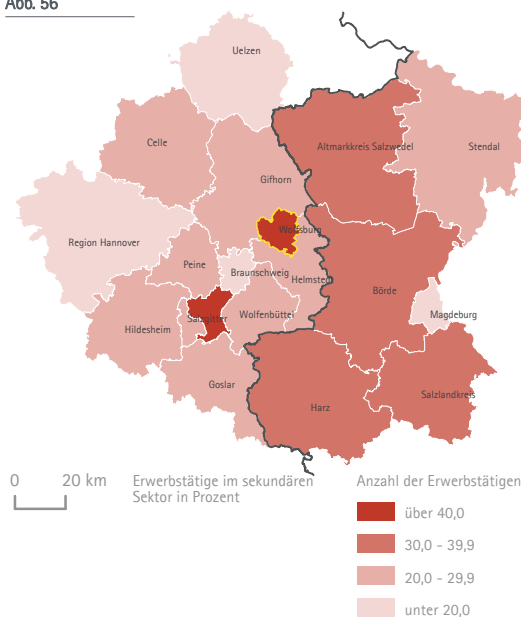 Abb. 56
Uelzen
Celle
Altmarkkreis Salzwedel
Stendal
Gifhorn
Wolfsburg
Region Hannover
Peine
Braunschweig
Helmstedt
Börde
Salzgitter
Wolfenbüttel
Magdeburg
Hildesheim
Goslar
Harz
Salzlandkreis
0 20 km
Erwerbstätige im sekundären
Sektor in Prozent
Anzahl der Erwerbstätigen
über 40,0
30,0 - 39,9
20,0 - 29,9
unter 20,0